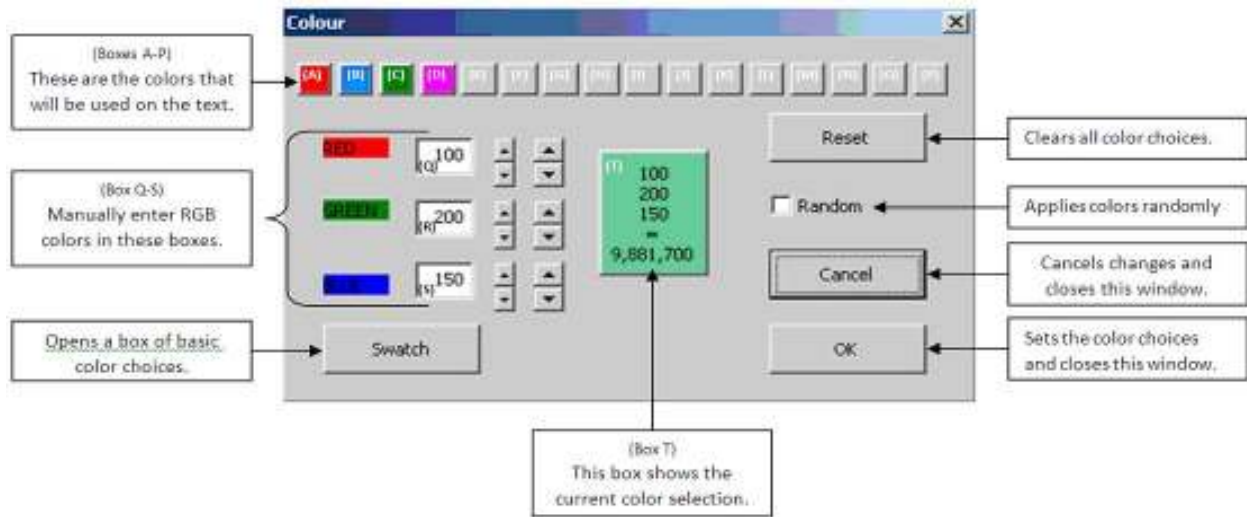 Colour
(Boxes A-P)
These are the colors that
will be used on the text.
(A) (B) (C) (D)
RED
(Q) 100
GREEN
(R) 200
(S) 150
(T)
100
200
150
=
9,881,700
Reset
Clears all color choices.
Random
Applies colors randomly
(Box Q-S)
Manually enter RGB
colors in these boxes.
Cancel
Cancels changes and
closes this window.
Opens a box of basic
color choices.
Swatch
OK
Sets the color choices
and closes this window.
(Box T)
This box shows the
current color selection.